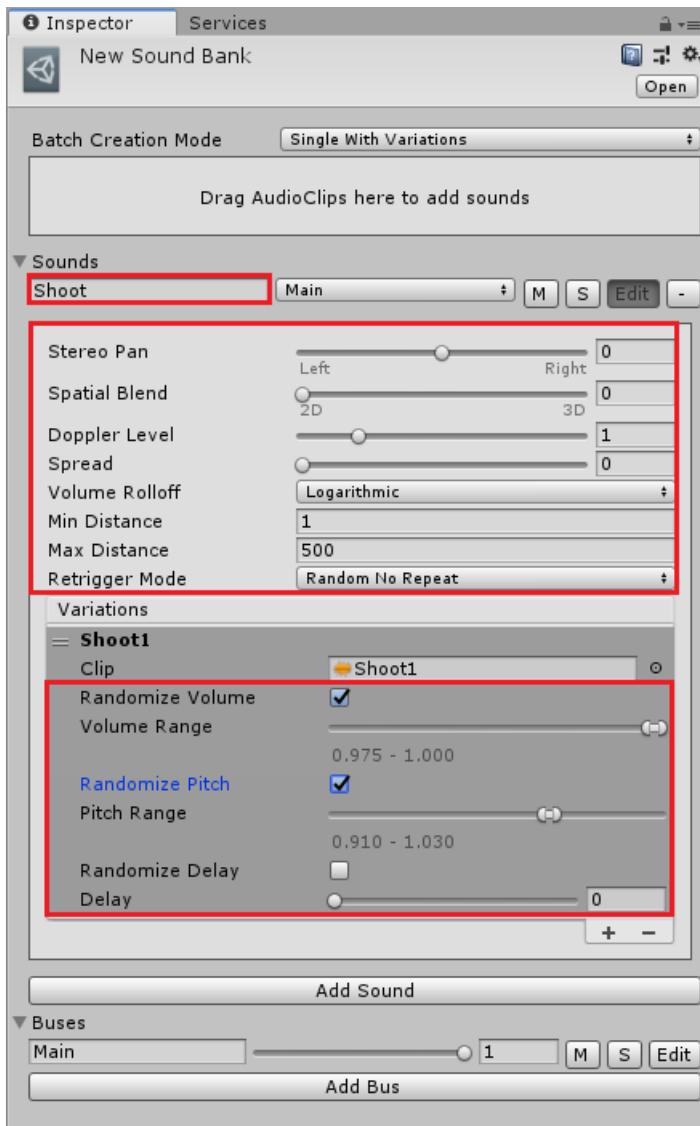 Inspector Services
New Sound Bank
Open
Batch Creation Mode Single With Variations
Drag AudioClips here to add sounds
Sounds
Shoot Main M S Edit -
Stereo Pan 0
Left Right
Spatial Blend 0
2D 3D
Doppler Level 1
Spread 0
Volume Rolloff Logarithmic
Min Distance 1
Max Distance 500
Retrigger Mode Random No Repeat
Variations
Shoot1
Clip Shoot1
Randomize Volume
Volume Range
0.975 - 1.000
Randomize Pitch
Pitch Range
0.910 - 1.030
Randomize Delay
Delay 0
+ -
Add Sound
Buses
Main 1 M S Edit
Add Bus